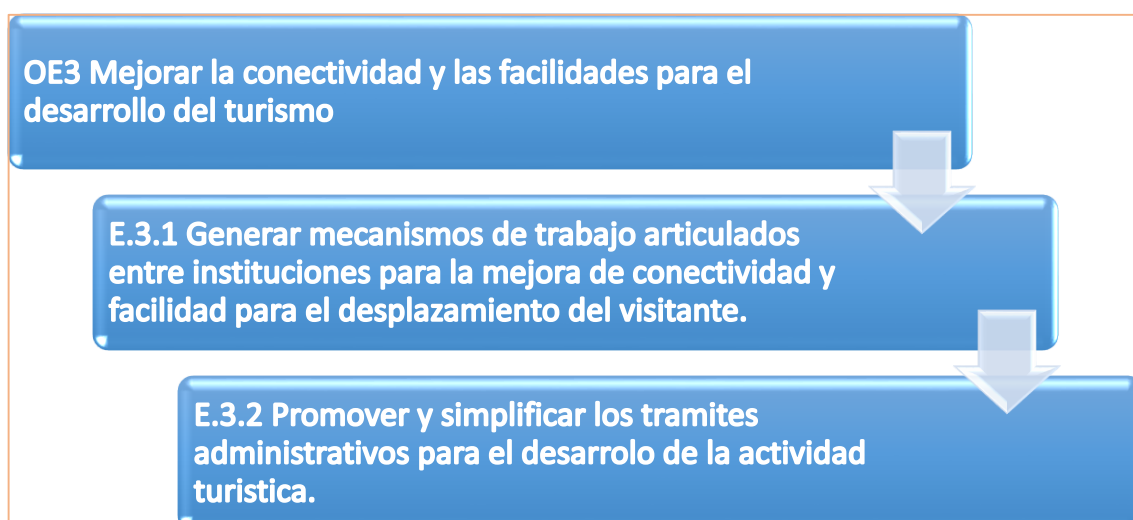 OE3 Mejorar la conectividad y las facilidades para el
desarrollo del turismo
E.3.1 Generar mecanismos de trabajo articulados
entre instituciones para la mejora de conectividad y
facilidad para el desplazamiento del visitante.
E.3.2 Promover y simplificar los tramites
administrativos para el desarrolo de la actividad
turistica.